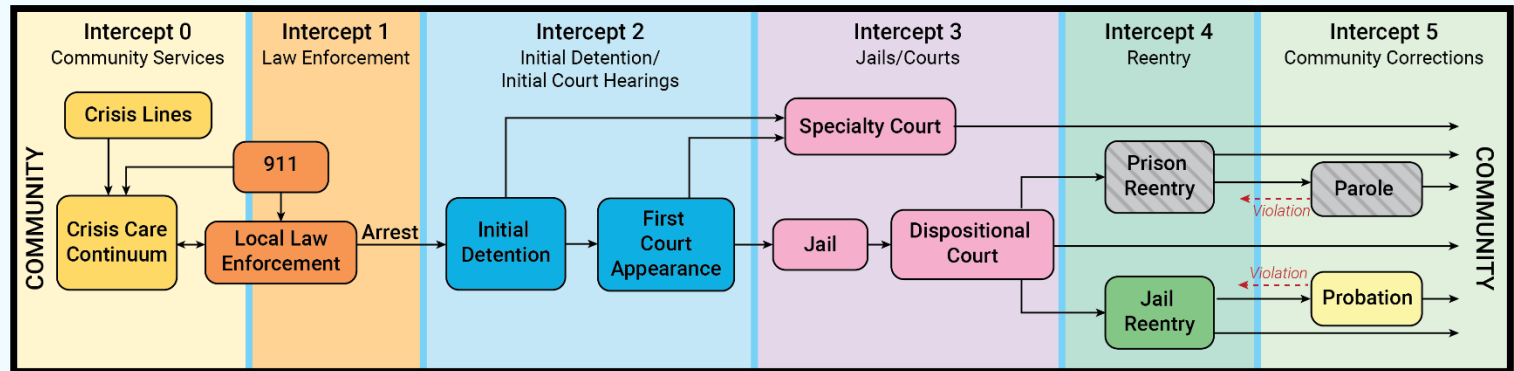 Intercept 0
Community Services
Intercept 1
Law Enforcement
Intercept 2
Initial Detention/
Initial Court Hearings
Intercept 3
Jails/Courts
Intercept 4
Reentry
Intercept 5
Community Corrections
COMMUNITY
Crisis Lines
911
Crisis Care
Continuum
Local Law
Enforcement
Arrest
Initial
Detention
First
Court
Appearance
Specialty Court
Jail
Dispositional
Court
Prison
Reentry
Parole
Violation
Jail
Reentry
Violation
Probation
COMMUNITY